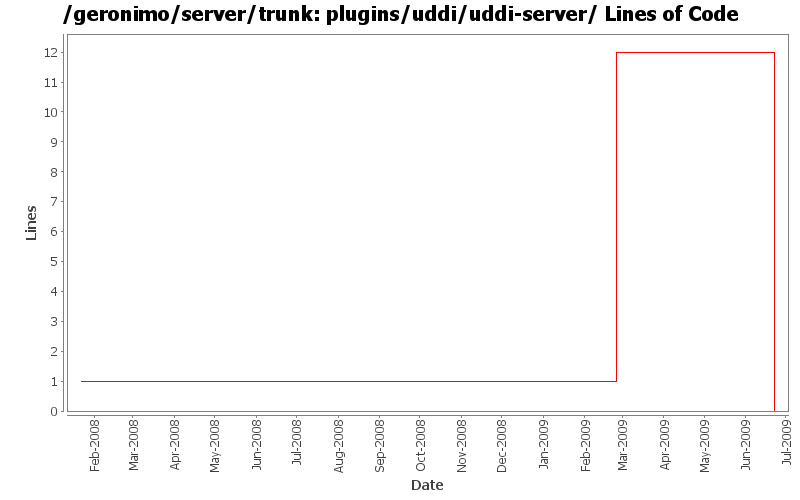 /geronimo/server/trunk: plugins/uddi/uddi-server/ Lines of Code
12
11
10
9
8
7
6
5
4
3
2
1
0
Lines
Feb-2008
Mar-2008
Apr-2008
May-2008
Jun-2008
Jul-2008
Aug-2008
Sep-2008
Oct-2008
Nov-2008
Dec-2008
Jan-2009
Feb-2009
Mar-2009
Apr-2009
May-2009
Jun-2009
Jul-2009
Date